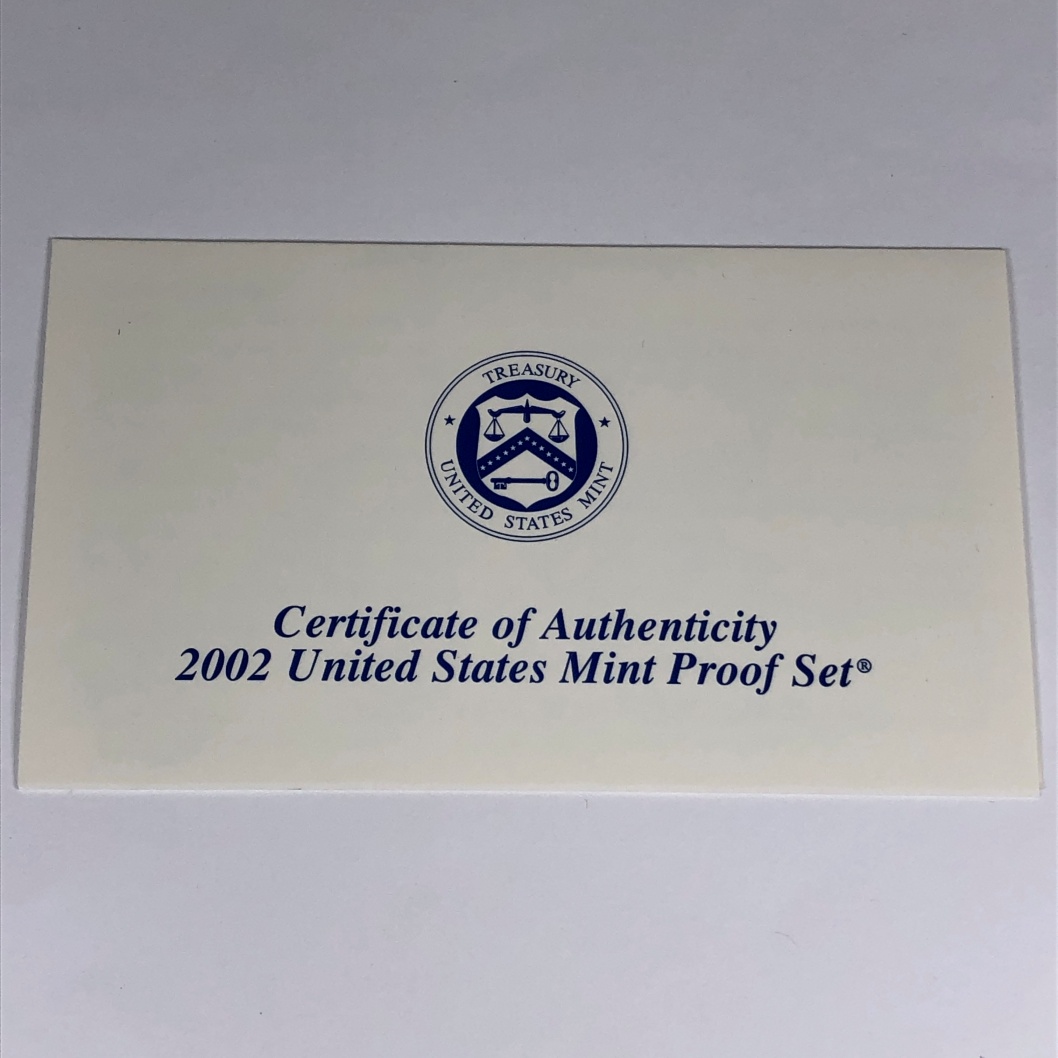 TREASURY
UNITED STATES MINT
Certificate of Authenticity
2002 United States Mint Proof Set®